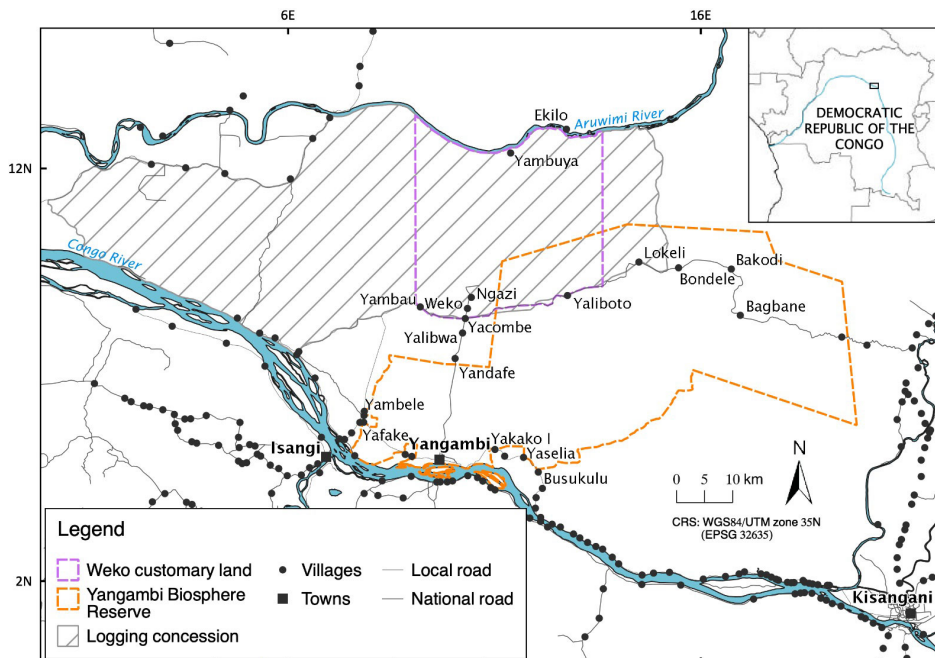 6E
16E
12N
2N
Ekilo
Aruwimi River
Yambuya
DEMOCRATIC
REPUBLIC OF THE
CONGO
Congo River
Lokeli
Bakodi
Bondele
Yambau
Weko
Ngazi
Yaliboto
Bagbane
Yacombe
Yalibwa
Yandafe
Yambele
Yafake
Yangambi
Yakako I
Isangi
Yaselia
Busukulu
N
0 5 10 km
CRS: WGS84/UTM zone 35N
(EPSG 32635)
Kisangani
Legend
Weko customary land
Yangambi Biosphere
Reserve
Logging concession
Villages
Towns
Local road
National road